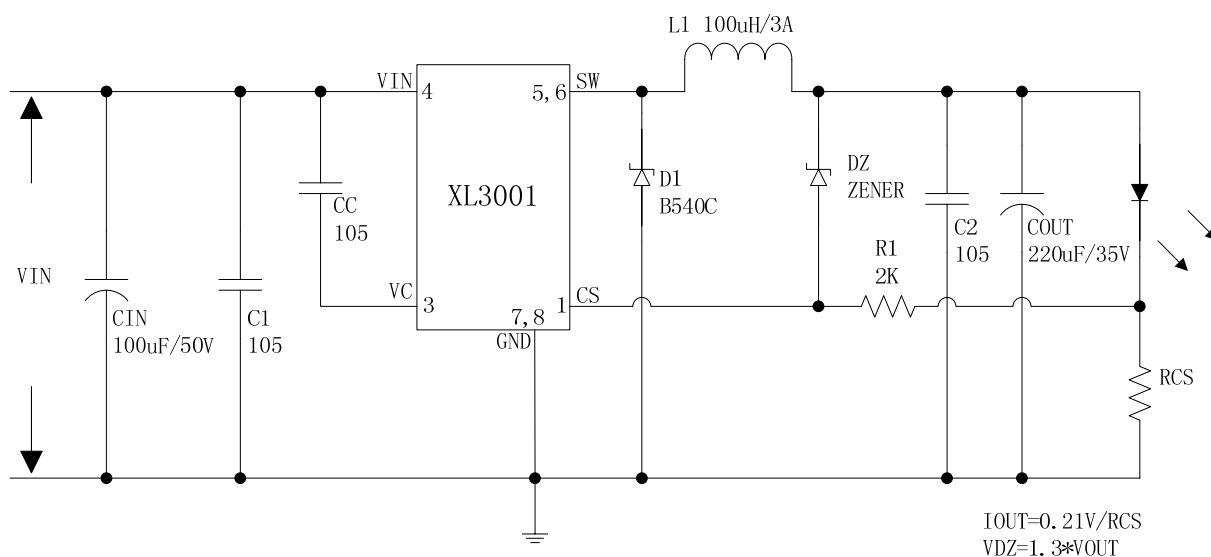 L1 100uH/3A
VIN
4
5,6
SW
XL3001
CC
105
D1
B540C
DZ
ZENER
VIN
CIN
100uF/50V
C1
105
VC
3
7,8
GND
1
CS
R1
2K
C2
105
COUT
220uF/35V
RCS
IOUT=0.21V/RCS
VDZ=1.3*VOUT